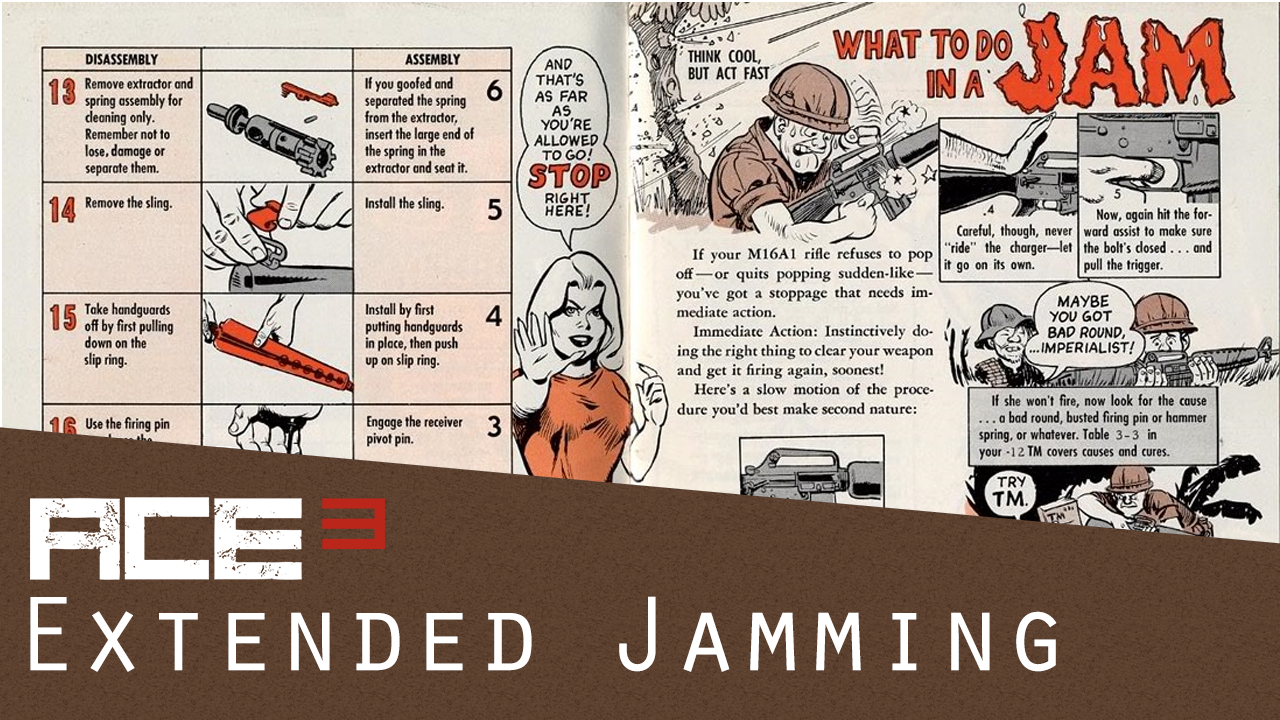 DISASSEMBLY
ASSEMBLY
13
Remove extractor and
spring assembly for
cleaning only.
Remember not to
lose, damage or
separate them.
If you goofed and
separated the spring
from the extractor,
insert the large end of
the spring in the
extractor and seat it.
6
14
Remove the sling.
Install the sling.
5
15
Take handguards
off by first pulling
down on the
slip ring.
Install by first
putting handguards
in place, then push
up on slip ring.
4
16
Use the firing pin
Engage the receiver
pivot pin.
3
AND
THAT'S
AS FAR
AS
YOU'RE
ALLOWED
TO GO!
STOP
RIGHT
HERE!
THINK COOL,
BUT ACT FAST
WHAT TO DO
IN A JAM
If your M16A1 rifle refuses to pop
off—or quits popping sudden-like—
you've got a stoppage that needs im-
mediate action.
Immediate Action: Instinctively do-
ing the right thing to clear your weapon
and get it firing again, soonest!
Here's a slow motion of the proce-
dure you'd best make second nature:
.4
Careful, though, never
"ride" the charger—let
it go on its own.
5
Now, again hit the for-
ward assist to make sure
the bolt's closed . . . and
pull the trigger.
MAYBE
YOU GOT
BAD ROUND,
...IMPERIALIST!
If she won't fire, now look for the cause
. . . a bad round, busted firing pin or hammer
spring, or whatever. Table 3-3 in
your -12 TM covers causes and cures.
TRY
TM.
TM
ACE 3
Extended Jamming